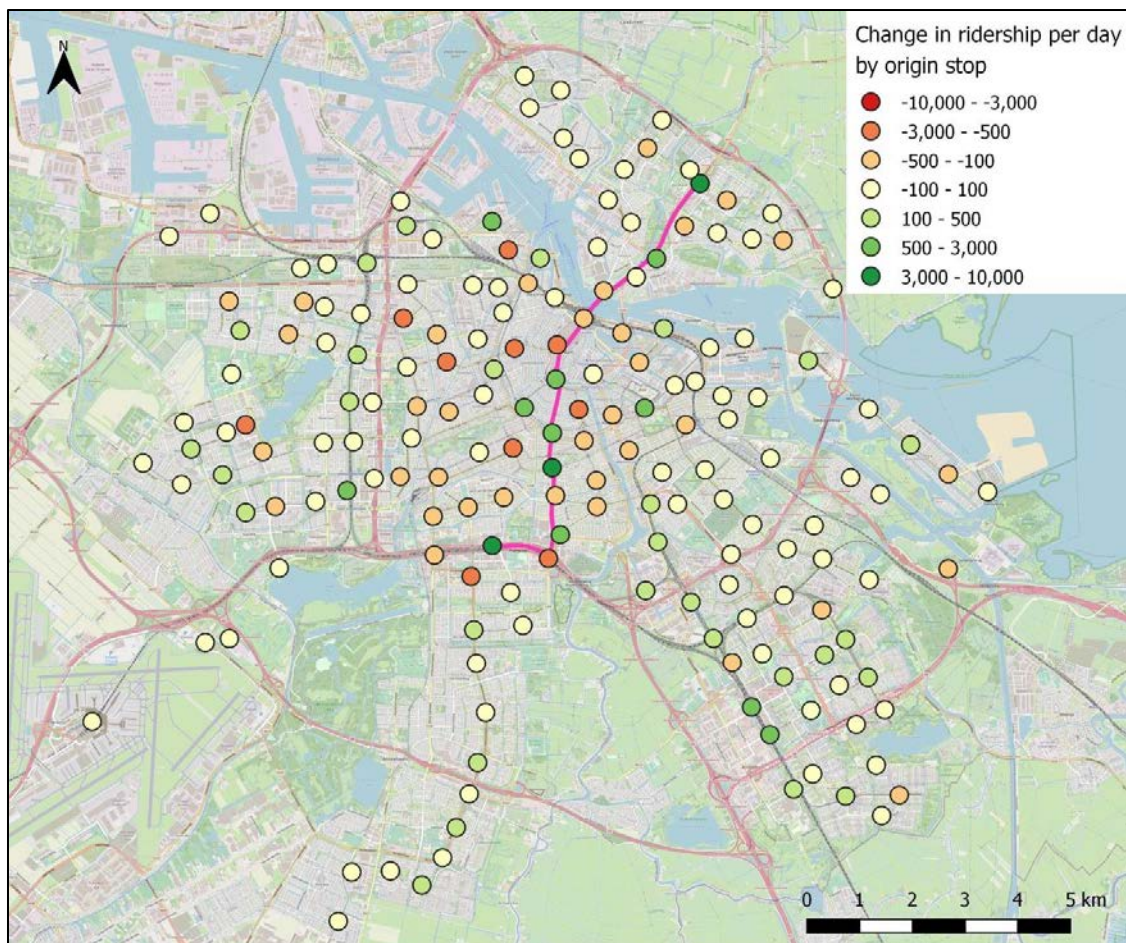 N
Change in ridership per day
by origin stop
-10,000 - -3,000
-3,000 - -500
-500 - -100
-100 - 100
100 - 500
500 - 3,000
3,000 - 10,000
0 1 2 3 4 5 km